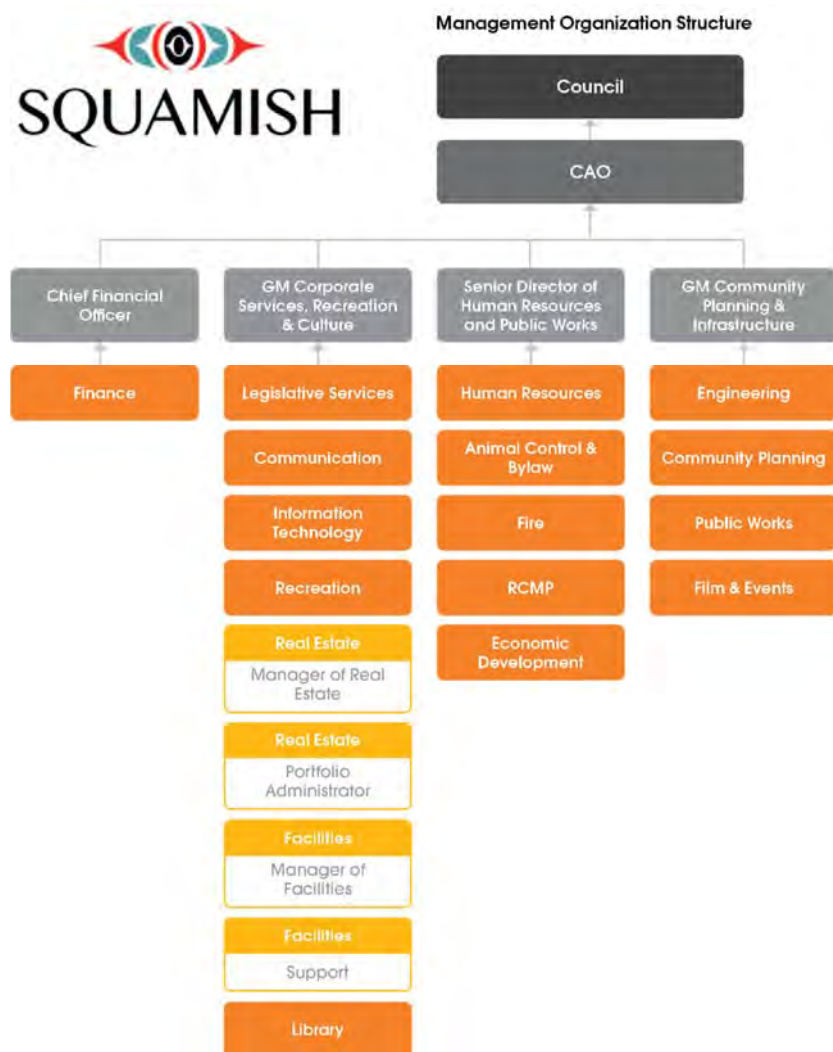 Management Organization Structure
SQUAMISH
Council
CAO
Chief Financial
Officer
GM Corporate
Services, Recreation
& Culture
Senior Director of
Human Resources
and Public Works
GM Community
Planning &
Infrastructure
Finance
Legislative Services
Human Resources
Engineering
Communication
Animal Control &
Bylaw
Community Planning
Information
Technology
Fire
Public Works
Recreation
RCMP
Film & Events
Real Estate
Manager of Real
Estate
Economic
Development
Real Estate
Portfolio
Administrator
Facilities
Manager of
Facilities
Facilities
Support
Library